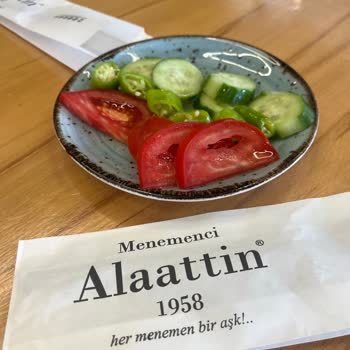 Menemenci
Alaattin®
1958
her menemen bir aşk!..